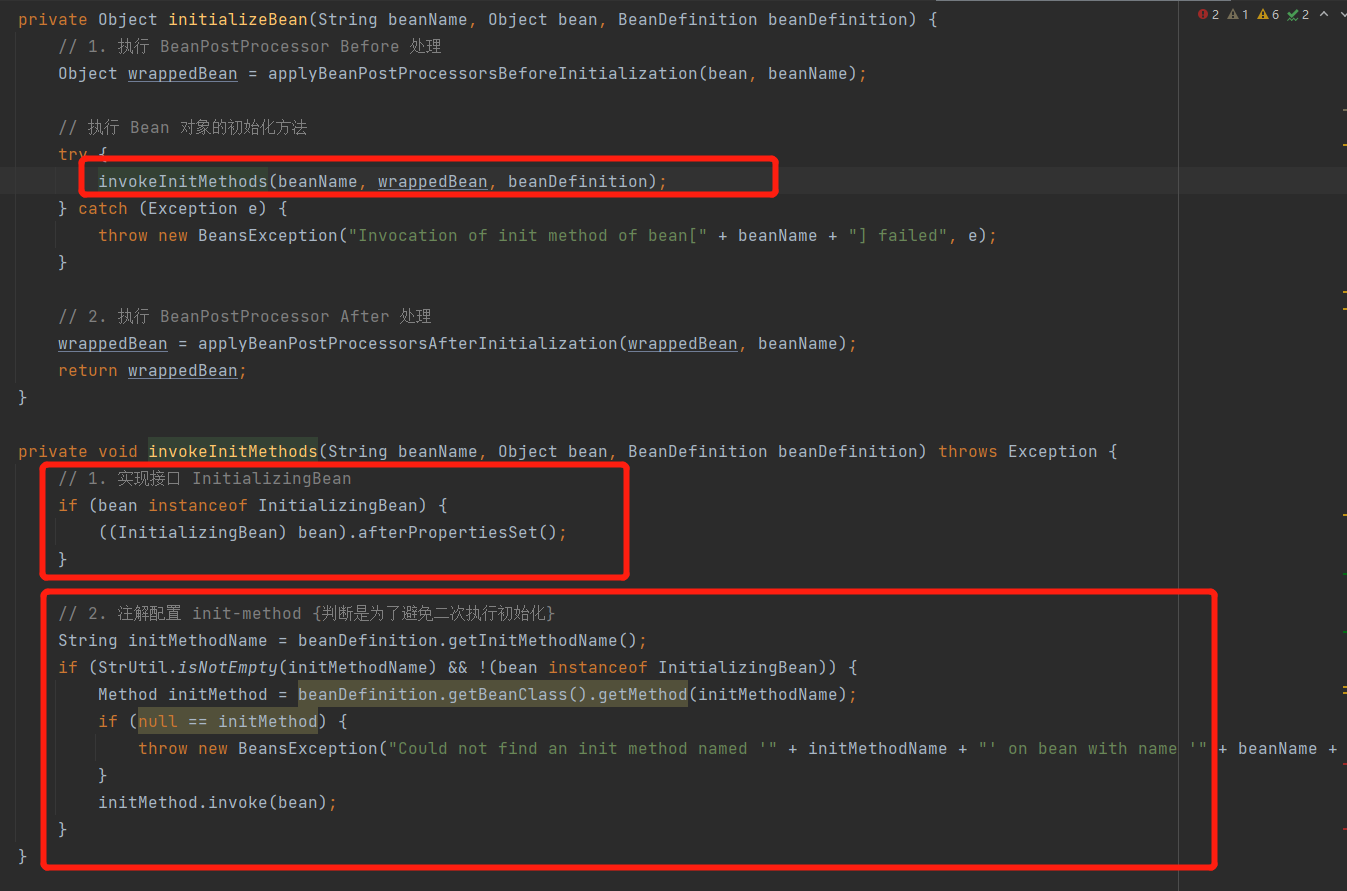 private Object initializeBean(String beanName, Object bean, BeanDefinition beanDefinition) {
2 1 6 2
// 1. 执行 BeanPostProcessor Before 处理
Object wrappedBean = applyBeanPostProcessorsBeforeInitialization(bean, beanName);
// 执行 Bean 对象的初始化方法
try {
invokeInitMethods(beanName, wrappedBean, beanDefinition);
} catch (Exception e) {
throw new BeansException("Invocation of init method of bean[" + beanName + "] failed", e);
}
// 2. 执行 BeanPostProcessor After 处理
wrappedBean = applyBeanPostProcessorsAfterInitialization(wrappedBean, beanName);
return wrappedBean;
}
private void invokeInitMethods(String beanName, Object bean, BeanDefinition beanDefinition) throws Exception {
// 1. 实现接口 InitializingBean
if (bean instanceof InitializingBean) {
((InitializingBean) bean).afterPropertiesSet();
}
// 2. 注解配置 init-method {判断是为了避免二次执行初始化}
String initMethodName = beanDefinition.getInitMethodName();
if (StrUtil.isNotEmpty(initMethodName) && !(bean instanceof InitializingBean)) {
Method initMethod = beanDefinition.getBeanClass().getMethod(initMethodName);
if (null == initMethod) {
throw new BeansException("Could not find an init method named '" + initMethodName + "' on bean with name '" + beanName +
}
initMethod.invoke(bean);
}
}